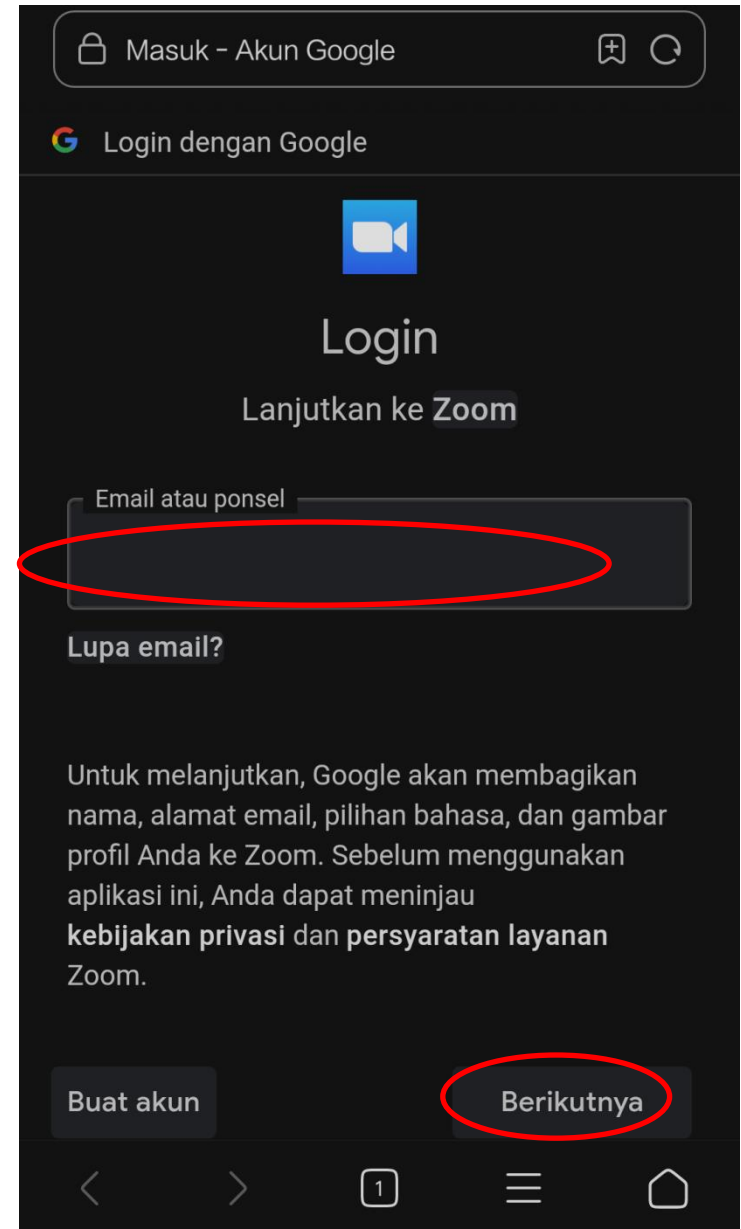 Masuk - Akun Google
Login dengan Google
Login
Lanjutkan ke Zoom
Email atau ponsel
Lupa email?
Untuk melanjutkan, Google akan membagikan
nama, alamat email, pilihan bahasa, dan gambar
profil Anda ke Zoom. Sebelum menggunakan
aplikasi ini, Anda dapat meninjau
kebijakan privasi dan persyaratan layanan
Zoom.
Buat akun Berikutnya
1